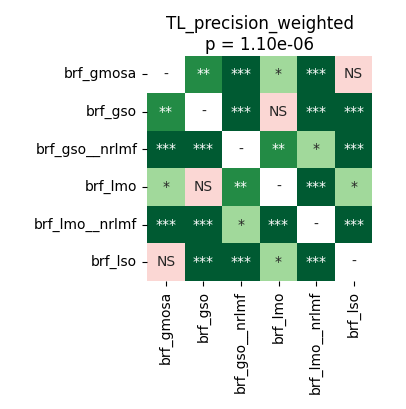 TL_precision_weighted
p = 1.10e-06
brf_gmosa - ** *** * *** NS
brf_gso ** - *** NS *** ***
brf_gso__nrlmf *** *** - ** * ***
brf_lmo * NS ** - *** *
brf_lmo__nrlmf *** *** * *** - ***
brf_lso NS *** *** * *** -
brf_gmosa
brf_gso
brf_gso__nrlmf
brf_lmo
brf_lmo__nrlmf
brf_lso